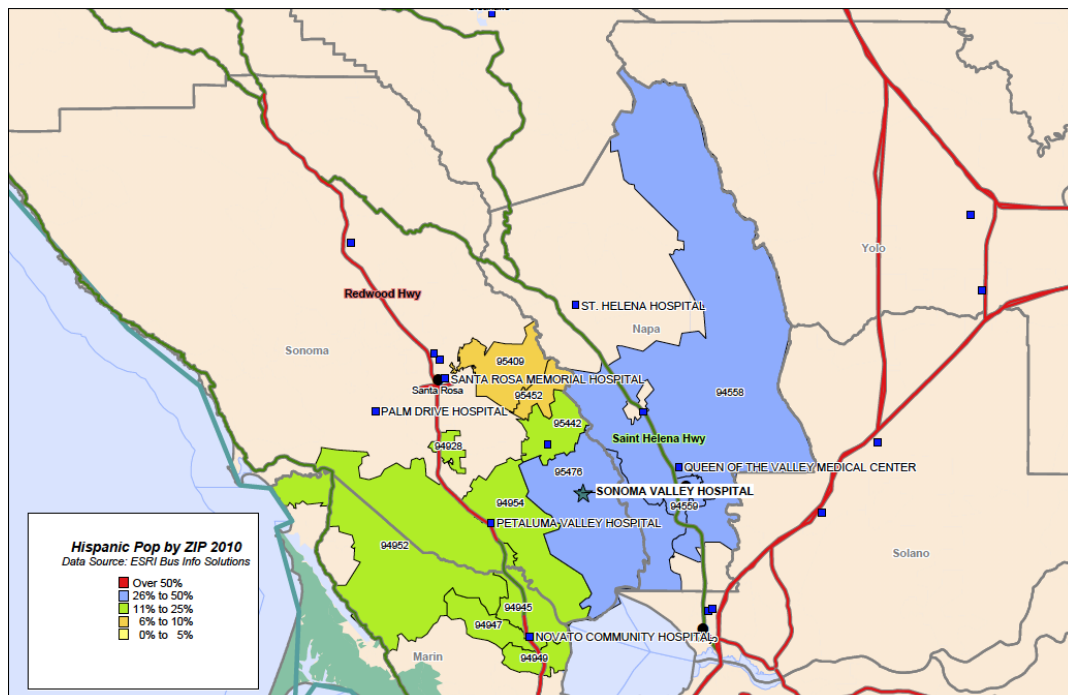 Yolo
Redwood Hwy
ST. HELENA HOSPITAL
Napa
Sonoma
95409
SANTA ROSA MEMORIAL HOSPITAL
Santa Rosa
95452
94558
PALM DRIVE HOSPITAL
95442
Saint Helena Hwy
94928
95476
QUEEN OF THE VALLEY MEDICAL CENTER
SONOMA VALLEY HOSPITAL
94954
94559
PETALUMA VALLEY HOSPITAL
94952
Solano
Hispanic Pop by ZIP 2010
Data Source: ESRI Bus Info Solutions
Over 50%
26% to 50%
11% to 25%
6% to 10%
0% to 5%
94945
94947
NOVATO COMMUNITY HOSPITAL
Marin
94949